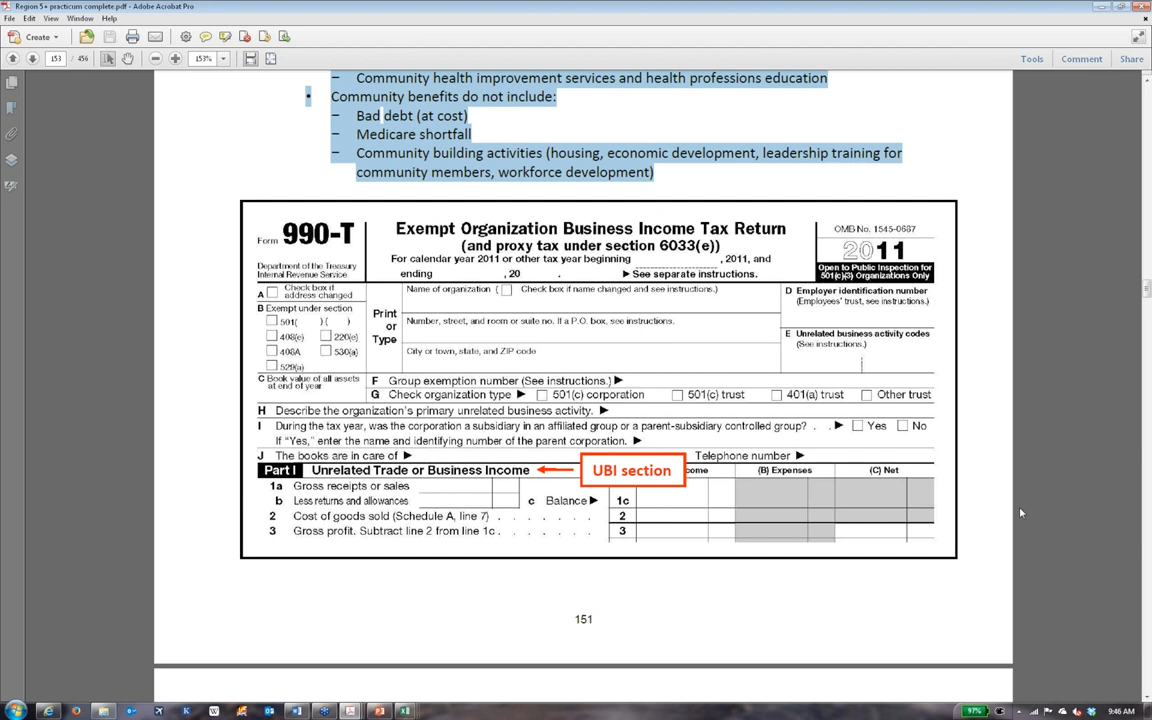 Region 5+ practicum complete.pdf - Adobe Acrobat Pro
File Edit View Window Help
Create
153 / 456 153% Tools Comment Share
– Community health improvement services and health professions education
• Community benefits do not include:
– Bad debt (at cost)
– Medicare shortfall
– Community building activities (housing, economic development, leadership training for
community members, workforce development)
Form 990-T
Department of the Treasury
Internal Revenue Service
Exempt Organization Business Income Tax Return
(and proxy tax under section 6033(e))
For calendar year 2011 or other tax year beginning , 2011, and
ending , 20 . ▶ See separate instructions.
OMB No. 1545-0687
2011
Open to Public Inspection for
501(c)(3) Organizations Only
A Check box if
address changed
B Exempt under section
501( )( )
408(e) 220(e)
408A 530(a)
529(a)
Print
or
Type
Name of organization ( Check box if name changed and see instructions.)
Number, street, and room or suite no. If a P.O. box, see instructions.
City or town, state, and ZIP code
D Employer identification number
(Employees' trust, see instructions.)
E Unrelated business activity codes
(See instructions.)
C Book value of all assets
at end of year
F Group exemption number (See instructions.) ▶
G Check organization type ▶ 501(c) corporation 501(c) trust 401(a) trust Other trust
H Describe the organization's primary unrelated business activity. ▶
I During the tax year, was the corporation a subsidiary in an affiliated group or a parent-subsidiary controlled group? . . ▶ Yes No
If "Yes," enter the name and identifying number of the parent corporation. ▶
J The books are in care of ▶ Telephone number ▶
Part I Unrelated Trade or Business Income UBI section ome (B) Expenses (C) Net
1a Gross receipts or sales
b Less returns and allowances c Balance ▶ 1c
2 Cost of goods sold (Schedule A, line 7) . . . . . . 2
3 Gross profit. Subtract line 2 from line 1c . . . . . . 3
151
97% 9:46 AM